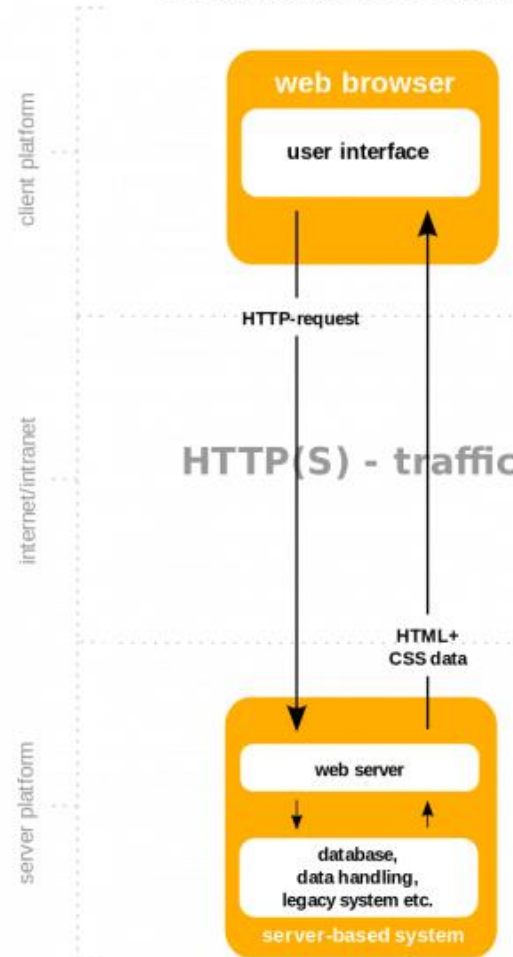 client platform
web browser
user interface
HTTP-request
internet/intranet
HTTP(S) - traffic
HTML+
CSS data
server platform
web server
database,
data handling,
legacy system etc.
server-based system